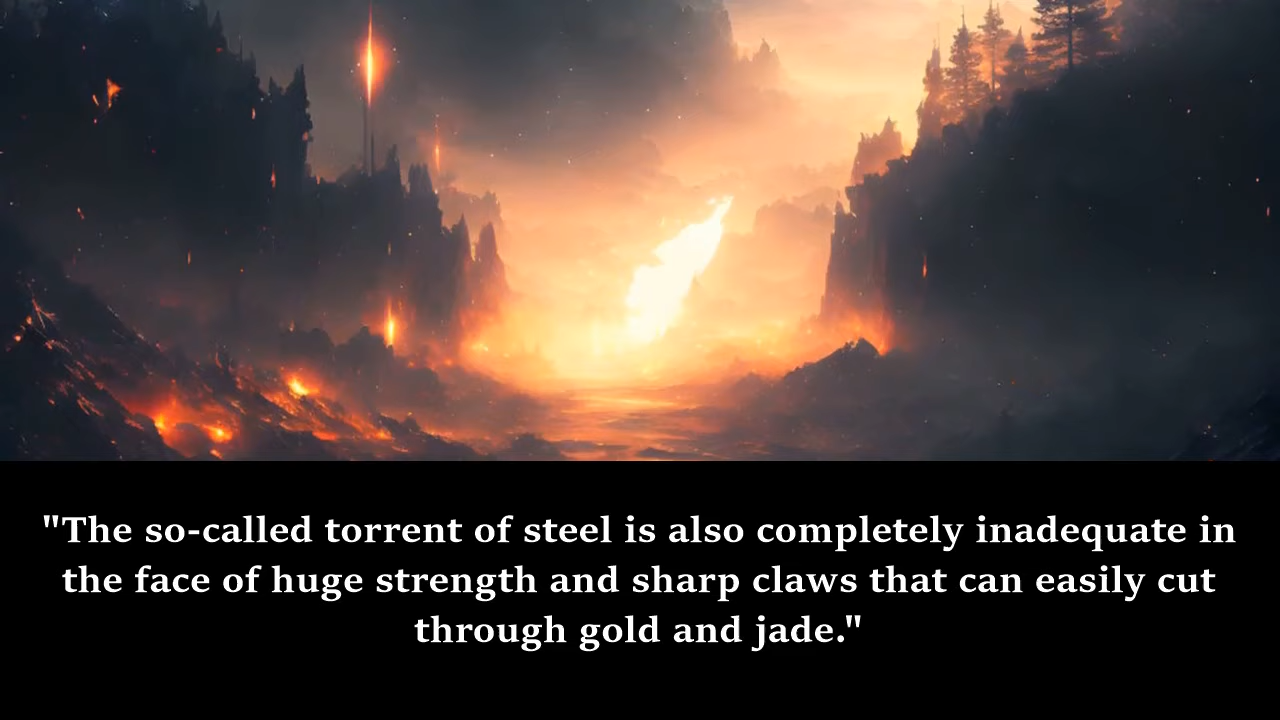 "The so-called torrent of steel is also completely inadequate in
the face of huge strength and sharp claws that can easily cut
through gold and jade."